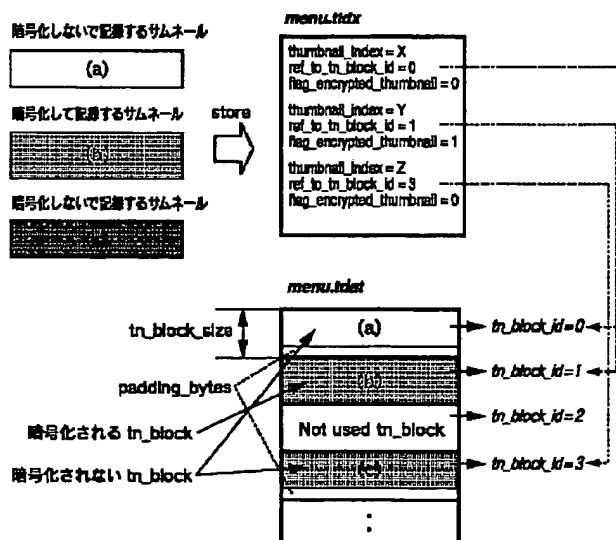 暗号化しないで記録するサムネール
(a)
暗号化して記録するサムネール
(b)
暗号化しないで記録するサムネール
store
menu.tidx
thumbnail_index = X
ref_to_tn_block_id = 0
flag_encrypted_thumbnail = 0
thumbnail_index = Y
ref_to_tn_block_id = 1
flag_encrypted_thumbnail = 1
thumbnail_index = Z
ref_to_tn_block_id = 3
flag_encrypted_thumbnail = 0
menu.tdat
tn_block_size
(a)
tn_block_id=0
padding_bytes
(b)
tn_block_id=1
暗号化される tn_block
Not used tn_block
tn_block_id=2
暗号化されない tn_block
(c)
tn_block_id=3